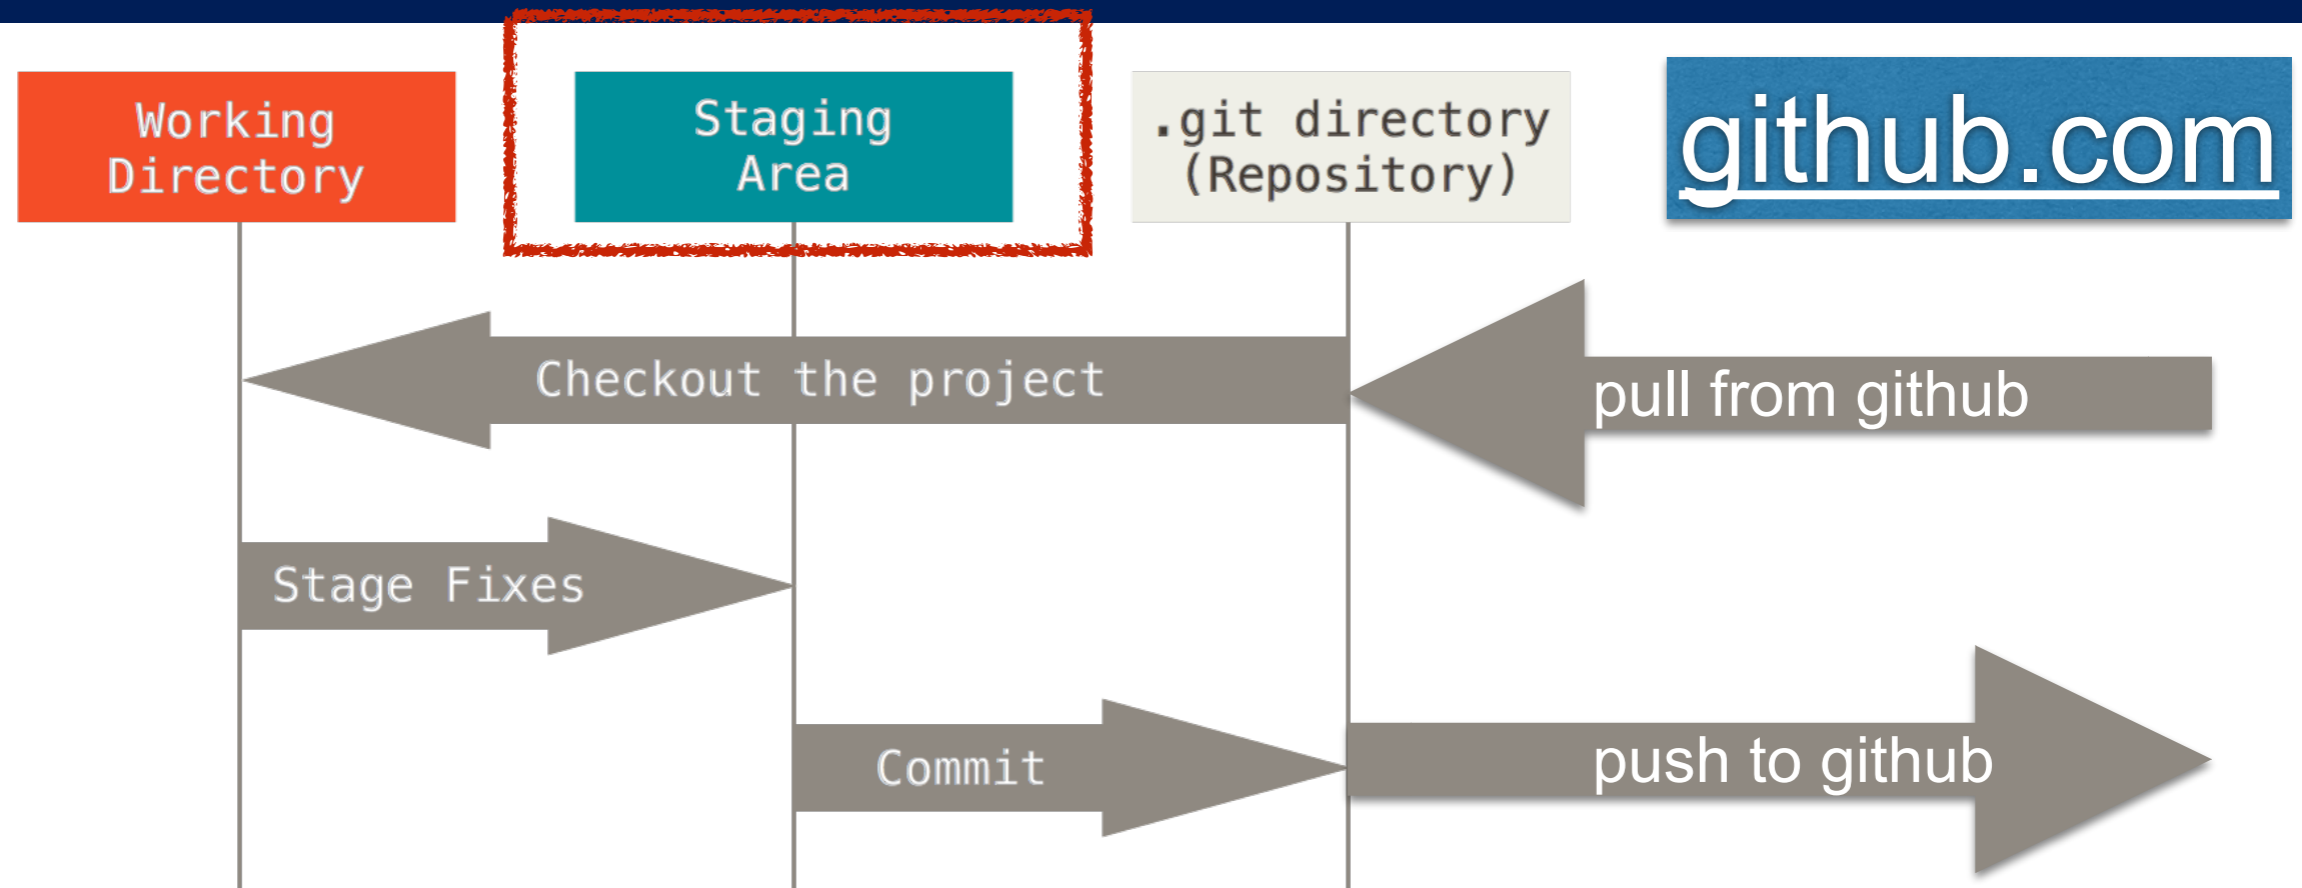 Working
Directory
Staging
Area
.git directory
(Repository)
github.com
Checkout the project
pull from github
Stage Fixes
Commit
push to github